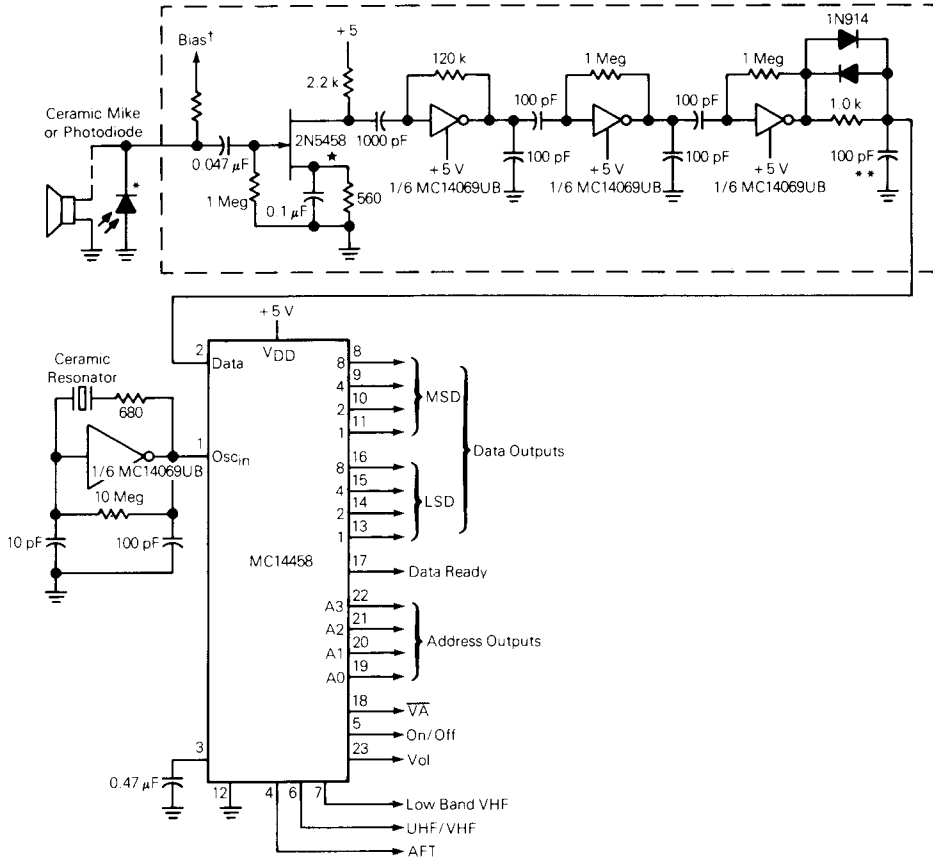 1N914
+5
Bias†
120 k
1 Meg
1 Meg
2.2 k
Ceramic Mike
or Photodiode
100 pF
100 pF
1.0 k
2N5458
1000 pF
0.047 μF
★
*
+5 V
100 pF
+5 V
100 pF
+5 V
100 pF
**
1/6 MC14069UB
1/6 MC14069UB
1/6 MC14069UB
1 Meg
0.1 μF
560
+5 V
2
Data
VDD
8
8
9
4
10
2
11
1
MSD
Ceramic
Resonator
680
1
Oscin
1/6 MC14069UB
16
8
15
4
14
2
13
1
LSD
Data Outputs
10 Meg
10 pF
100 pF
MC14458
17
Data Ready
22
A3
21
A2
20
A1
19
A0
Address Outputs
18
V̅A̅
5
On/Off
23
Vol
3
0.47 μF
12
4
6
7
Low Band VHF
UHF/VHF
AFT